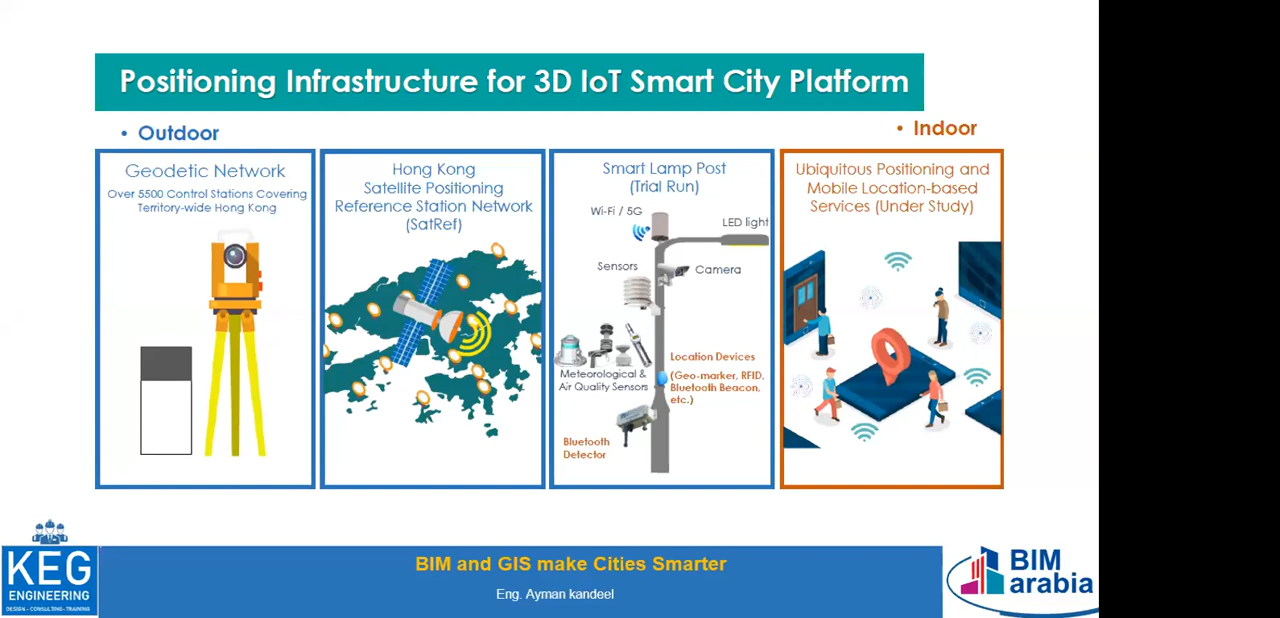 Positioning Infrastructure for 3D IoT Smart City Platform
• Outdoor
• Indoor
Geodetic Network
Over 5500 Control Stations Covering
Territory-wide Hong Kong
Hong Kong
Satellite Positioning
Reference Station Network
(SatRef)
Smart Lamp Post
(Trial Run)
Wi-Fi / 5G
LED light
Sensors
Camera
Meteorological &
Air Quality Sensors
Location Devices
(Geo-marker, RFID,
Bluetooth Beacon,
etc.)
Bluetooth
Detector
Ubiquitous Positioning and
Mobile Location-based
Services (Under Study)
KEG
ENGINEERING
DESIGN - CONSULTING - TRAINING
BIM and GIS make Cities Smarter
Eng. Ayman kandeel
BIM
arabia